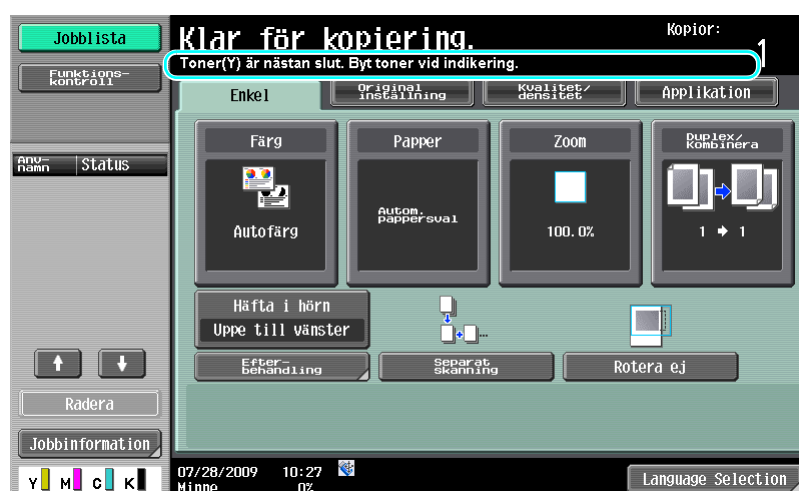 Jobblista
Funktions-
kontroll
Klar för kopiering.
Kopior:
1
Toner(Y) är nästan slut. Byt toner vid indikering.
Enkel
Original
inställning
Kvalitet/
densitet
Applikation
Anv-
namn
Status
Färg
Autofärg
Papper
Autom.
pappersval
Zoom
100.0%
Duplex/
Kombinera
1 → 1
Häfta i hörn
Uppe till vänster
Efter-
behandling
Separat
skanning
Rotera ej
Radera
Jobbinformation
Y M C K
07/28/2009 10:27
Minne 0%
Language Selection